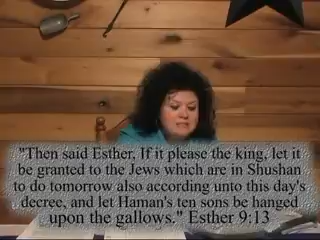 "Then said Esther, If it please the king, let it
be granted to the Jews which are in Shushan
to do tomorrow also according unto this day's
decree, and let Haman's ten sons be hanged
upon the gallows." Esther 9:13